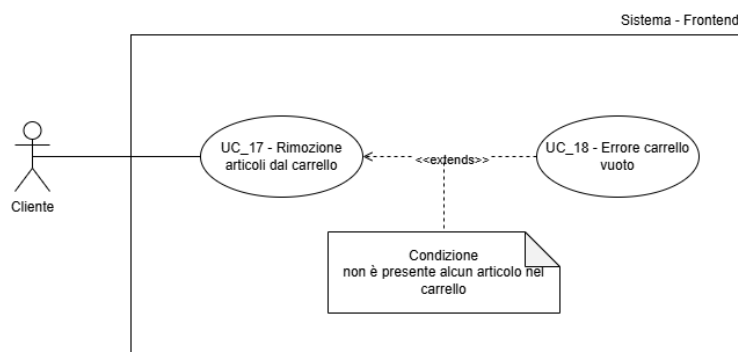 Sistema - Frontend
UC_17 - Rimozione
articoli dal carrello
<<extends>>
UC_18 - Errore carrello
vuoto
Cliente
Condizione
non è presente alcun articolo nel
carrello